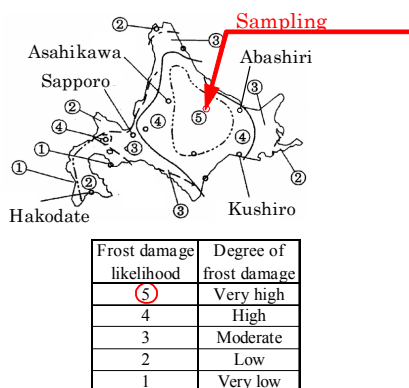 Sampling
② ③
Asahikawa Abashiri
Sapporo ③
② ⑤
④ ④ ④
① ③
① ② ②
③ Kushiro
Hakodate
Frost damage likelihood Degree of frost damage
5 Very high
4 High
3 Moderate
2 Low
1 Very low